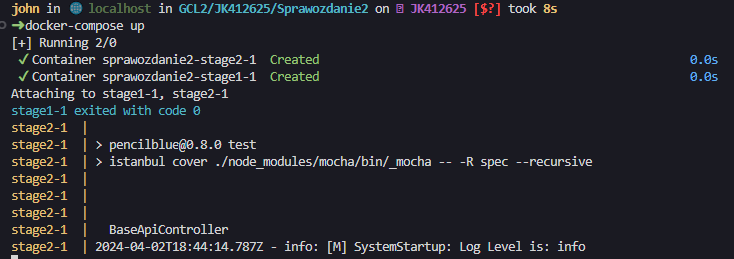 john in 🌐 localhost in GCL2/JK412625/Sprawozdanie2 on JK412625 [$?] took 8s
➜docker-compose up
[+] Running 2/0
✔ Container sprawozdanie2-stage2-1 Created 0.0s
✔ Container sprawozdanie2-stage1-1 Created 0.0s
Attaching to stage1-1, stage2-1
stage1-1 exited with code 0
stage2-1 |
stage2-1 | > pencilblue@0.8.0 test
stage2-1 | > istanbul cover ./node_modules/mocha/bin/_mocha -- -R spec --recursive
stage2-1 |
stage2-1 |
stage2-1 |
stage2-1 | BaseApiController
stage2-1 | 2024-04-02T18:44:14.787Z - info: [M] SystemStartup: Log Level is: info